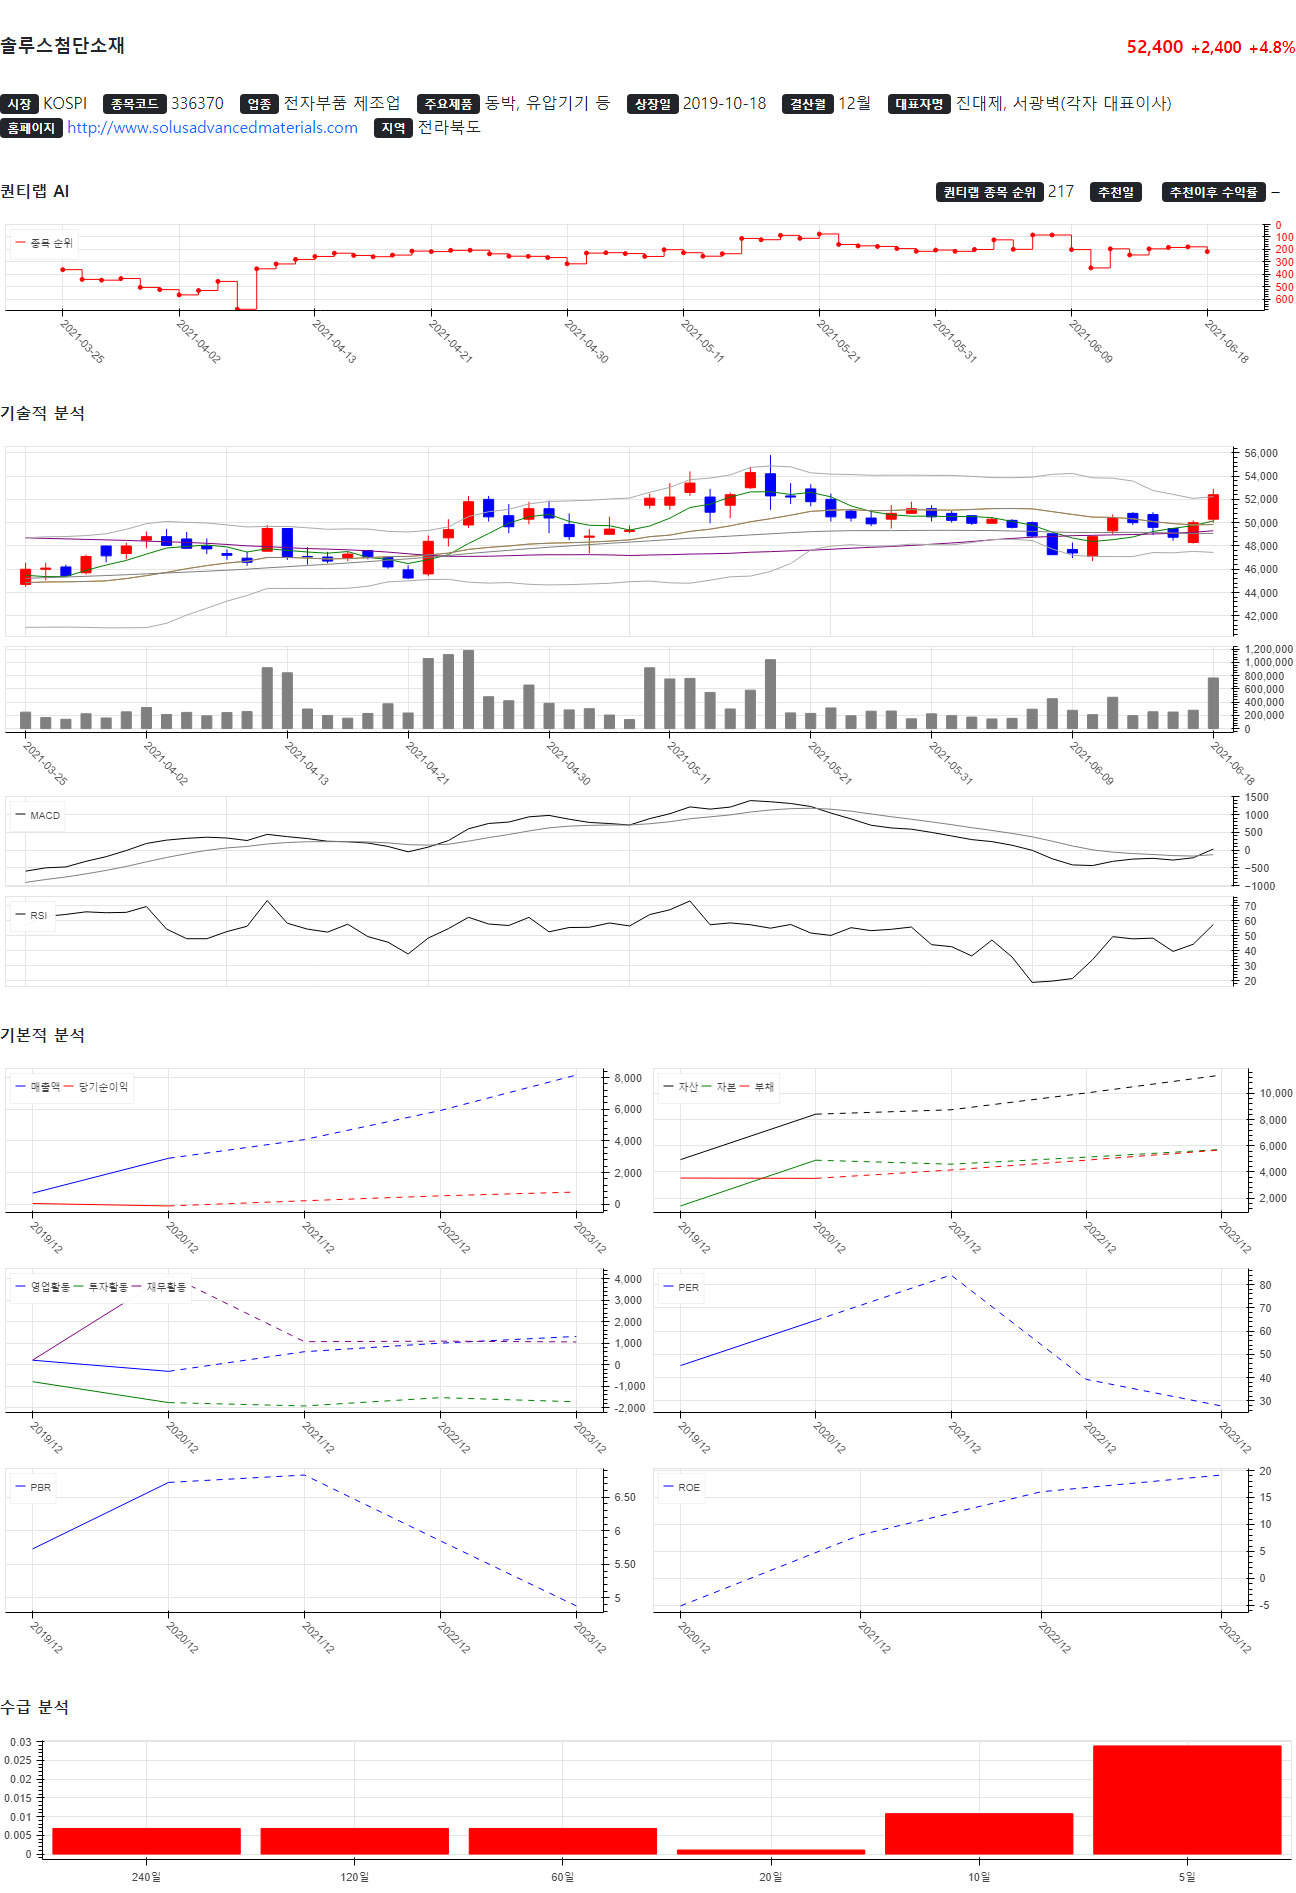 솔루스첨단소재
52,400 +2,400 +4.8%
시장 KOSPI 종목코드 336370 업종 전자부품 제조업 주요제품 동박, 유압기기 등 상장일 2019-10-18 결산월 12월 대표자명 진대제, 서광벽(각자 대표이사)
홈페이지 http://www.solusadvancedmaterials.com 지역 전라북도
퀀티랩 AI
퀀티랩 종목 순위 217 추천일 추천이후 수익률 –
종목 순위
0
100
200
300
400
500
600
2021-03-25 2021-04-02 2021-04-13 2021-04-21 2021-04-30 2021-05-11 2021-05-21 2021-05-31 2021-06-09 2021-06-18
기술적 분석
56,000
54,000
52,000
50,000
48,000
46,000
44,000
42,000
1,200,000
1,000,000
800,000
600,000
400,000
200,000
0
2021-03-25 2021-04-02 2021-04-13 2021-04-21 2021-04-30 2021-05-11 2021-05-21 2021-05-31 2021-06-09 2021-06-18
MACD
1500
1000
500
0
−500
−1000
RSI
70
60
50
40
30
20
기본적 분석
매출액 당기순이익
8,000
6,000
4,000
2,000
0
2019/12 2020/12 2021/12 2022/12 2023/12
자산 자본 부채
10,000
8,000
6,000
4,000
2,000
2019/12 2020/12 2021/12 2022/12 2023/12
영업활동 투자활동 재무활동
4,000
3,000
2,000
1,000
0
-1,000
-2,000
2019/12 2020/12 2021/12 2022/12 2023/12
PER
80
70
60
50
40
30
2019/12 2020/12 2021/12 2022/12 2023/12
PBR
6.50
6
5.50
5
2019/12 2020/12 2021/12 2022/12 2023/12
ROE
20
15
10
5
0
-5
2020/12 2021/12 2022/12 2023/12
수급 분석
0.03
0.025
0.02
0.015
0.01
0.005
0
240일 120일 60일 20일 10일 5일